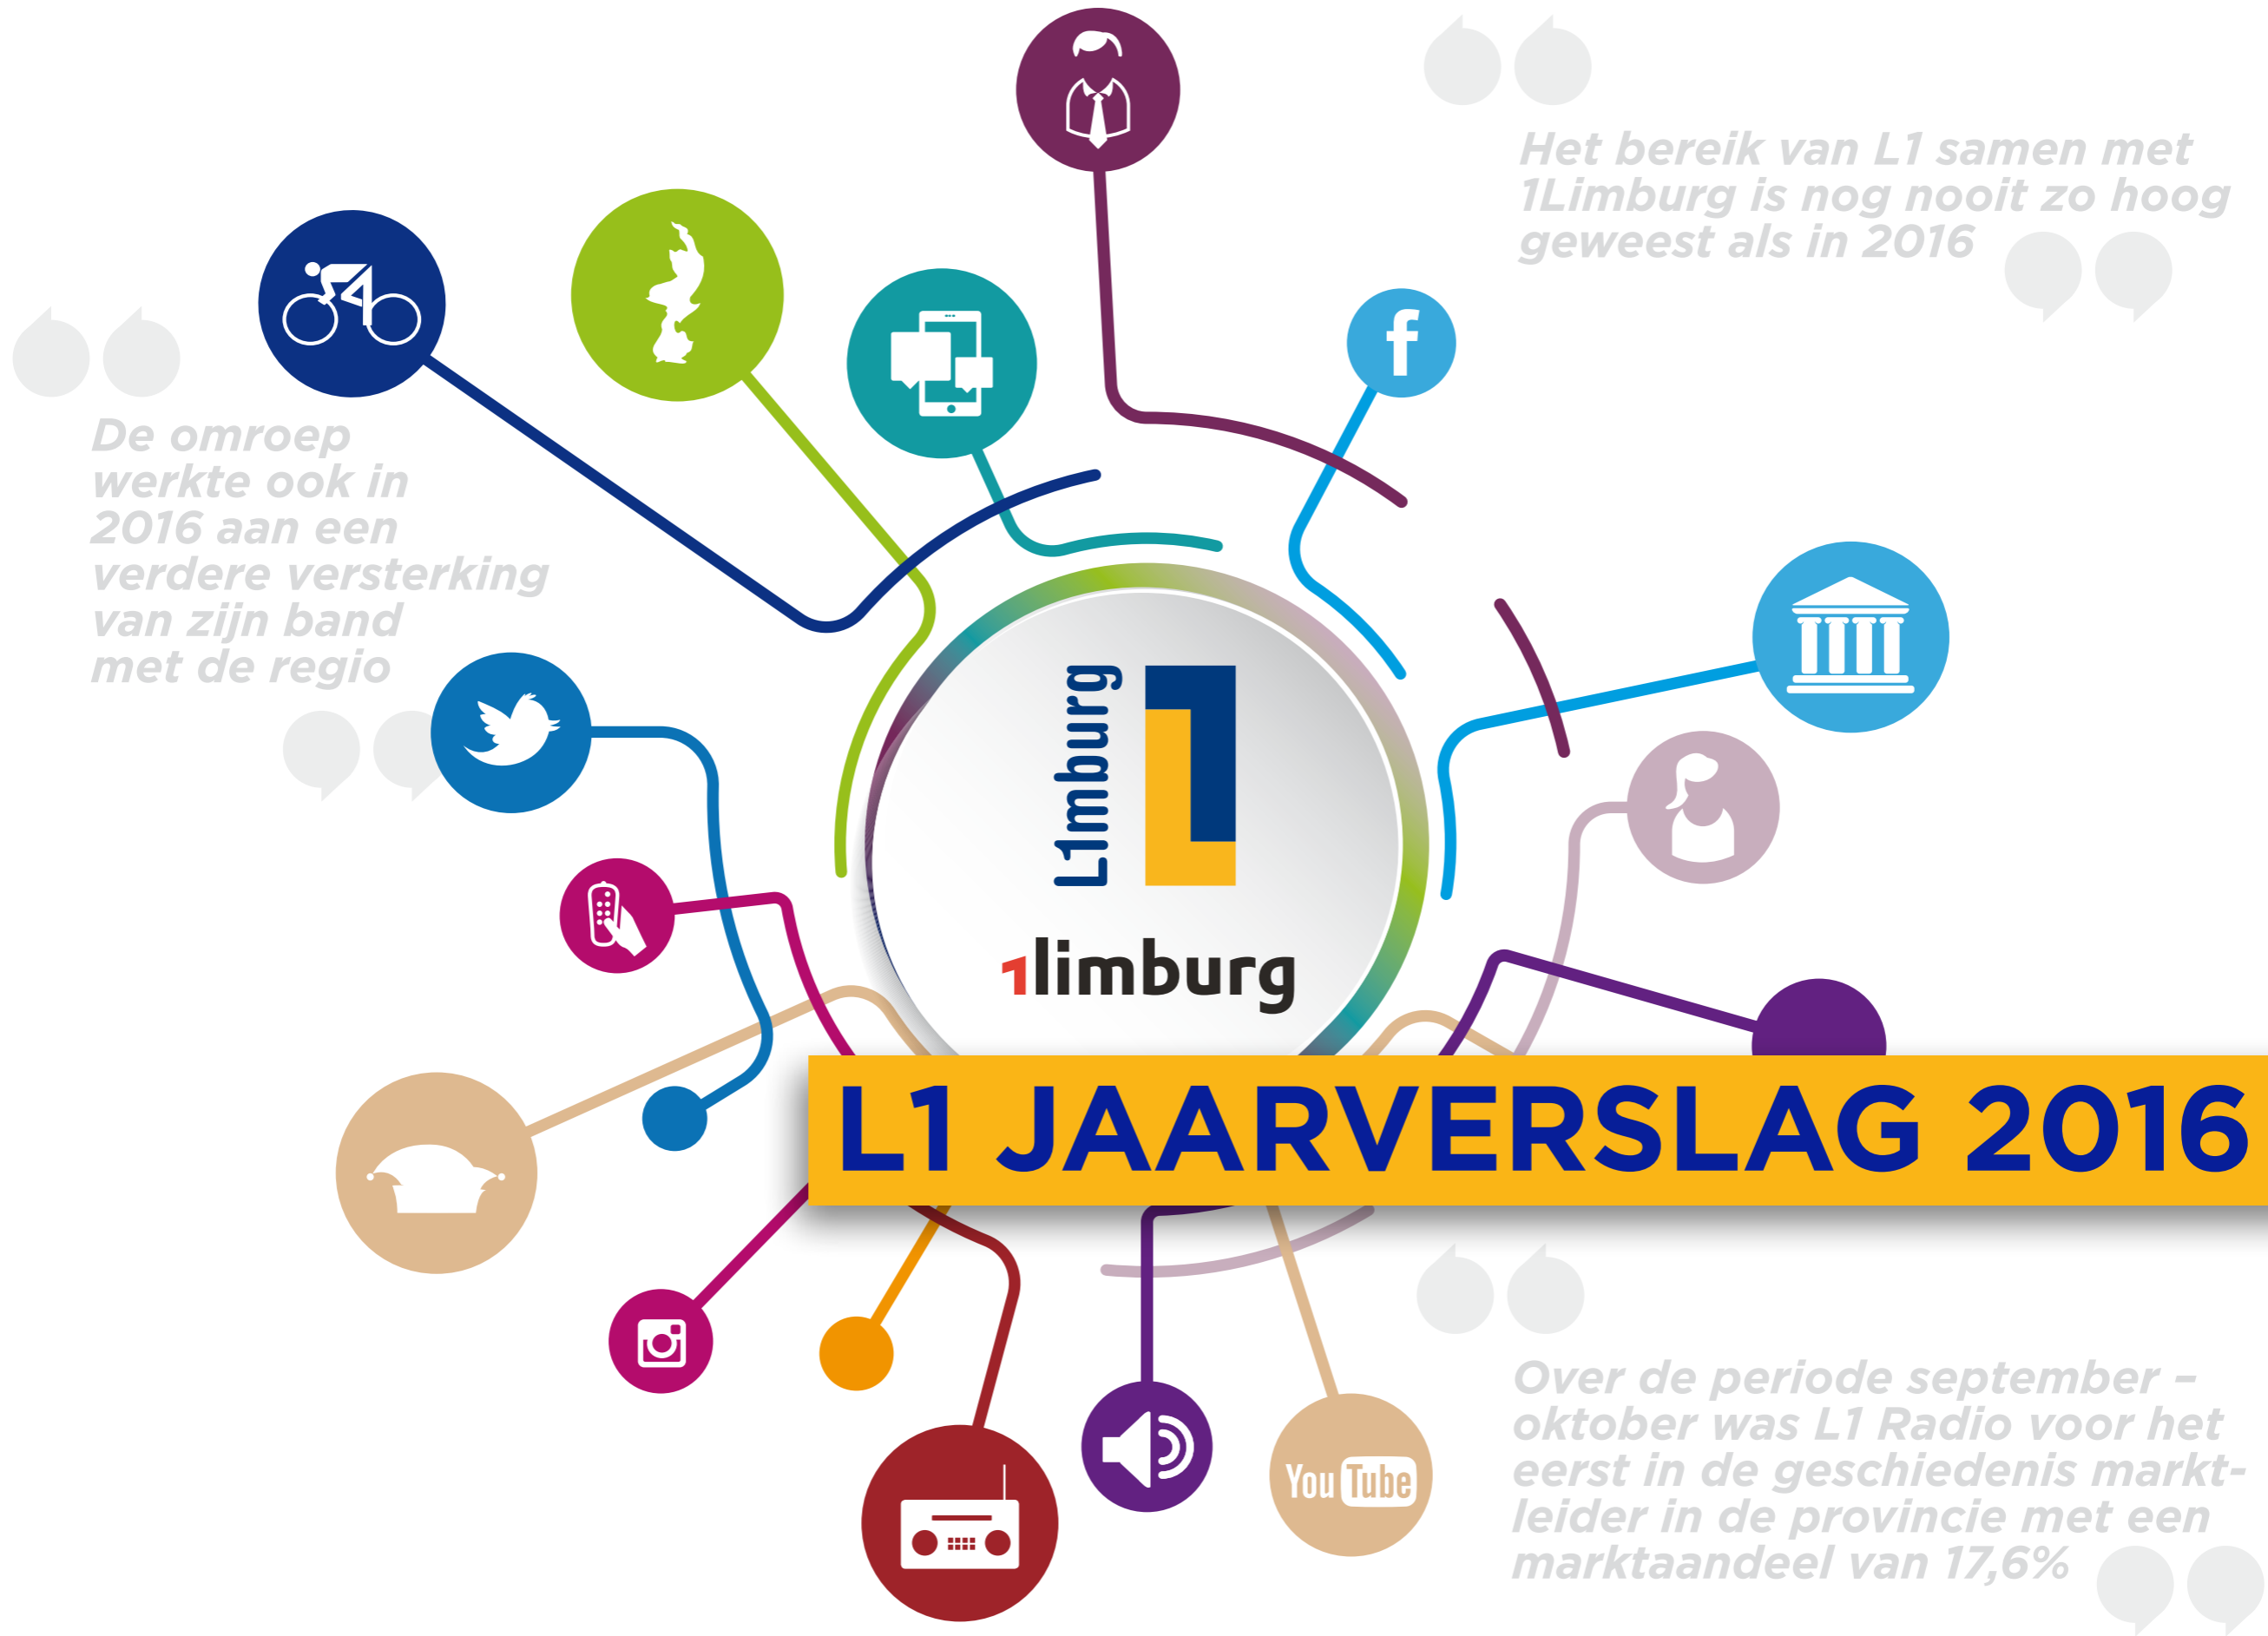 Het bereik van L1 samen met
1Limburg is nog nooit zo hoog
geweest als in 2016
De omroep
werkte ook in
2016 aan een
verdere versterking
van zijn band
met de regio
L1mburg
1limburg
L1 JAARVERSLAG 2016
Over de periode september –
oktober was L1 Radio voor het
eerst in de geschiedenis markt-
leider in de provincie met een
marktaandeel van 17,6%
YouTube